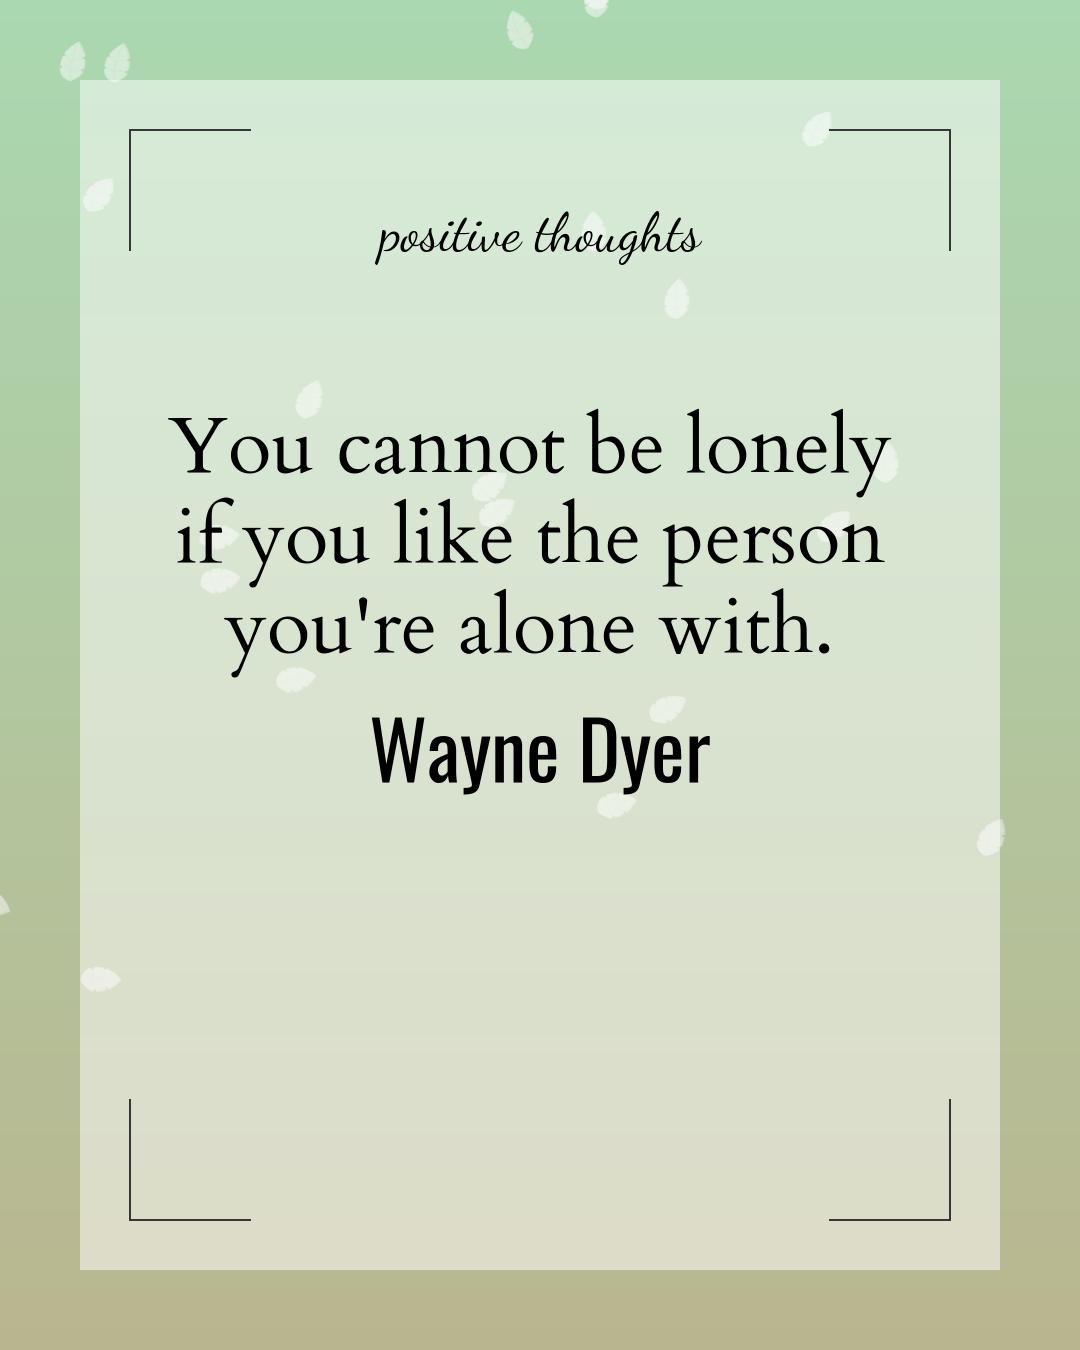 positive thoughts
You cannot be lonely
if you like the person
you're alone with.
Wayne Dyer